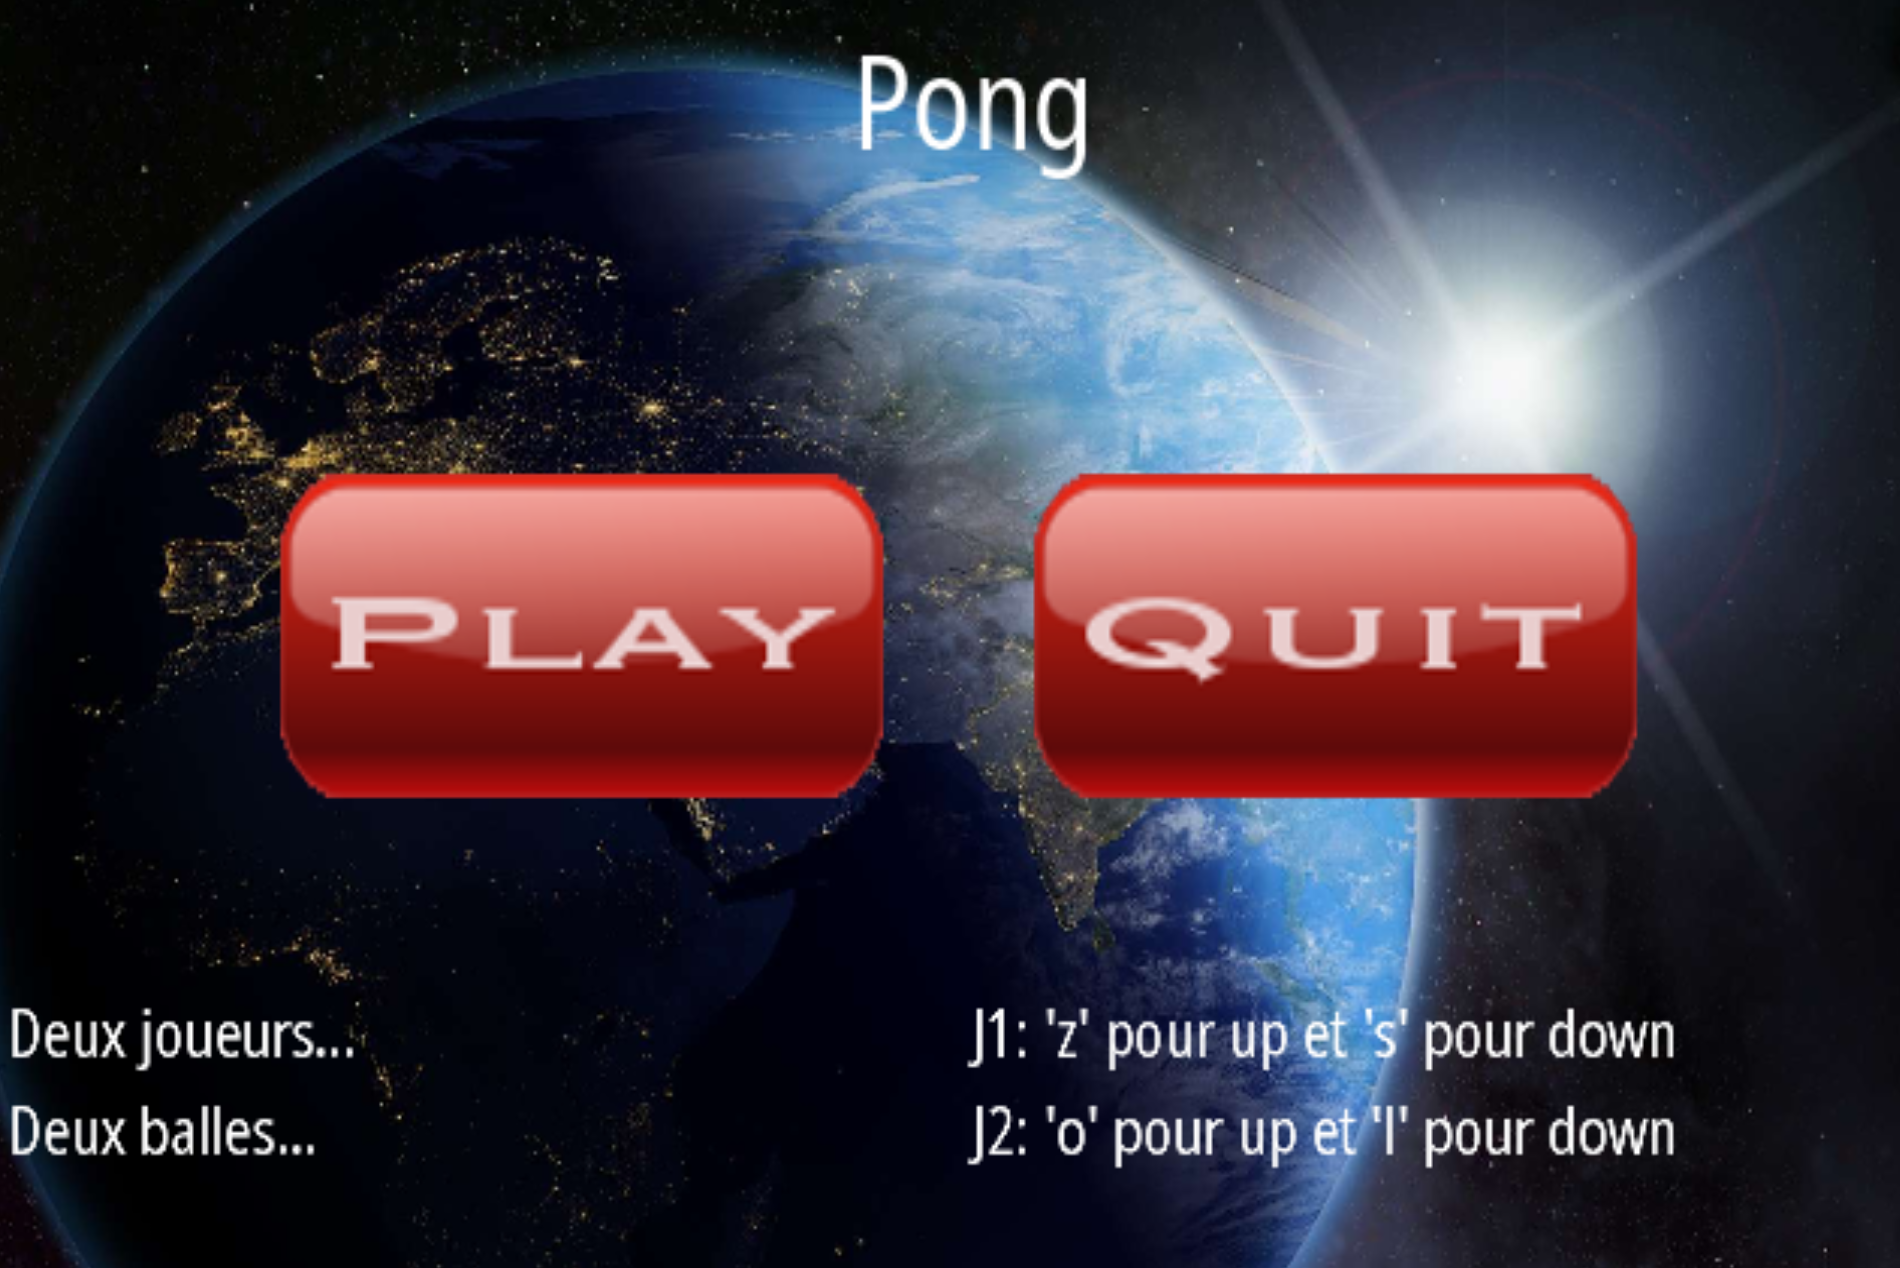 Pong
PLAY
QUIT
Deux joueurs...
J1: 'z' pour up et 's' pour down
Deux balles...
J2: 'o' pour up et 'l' pour down